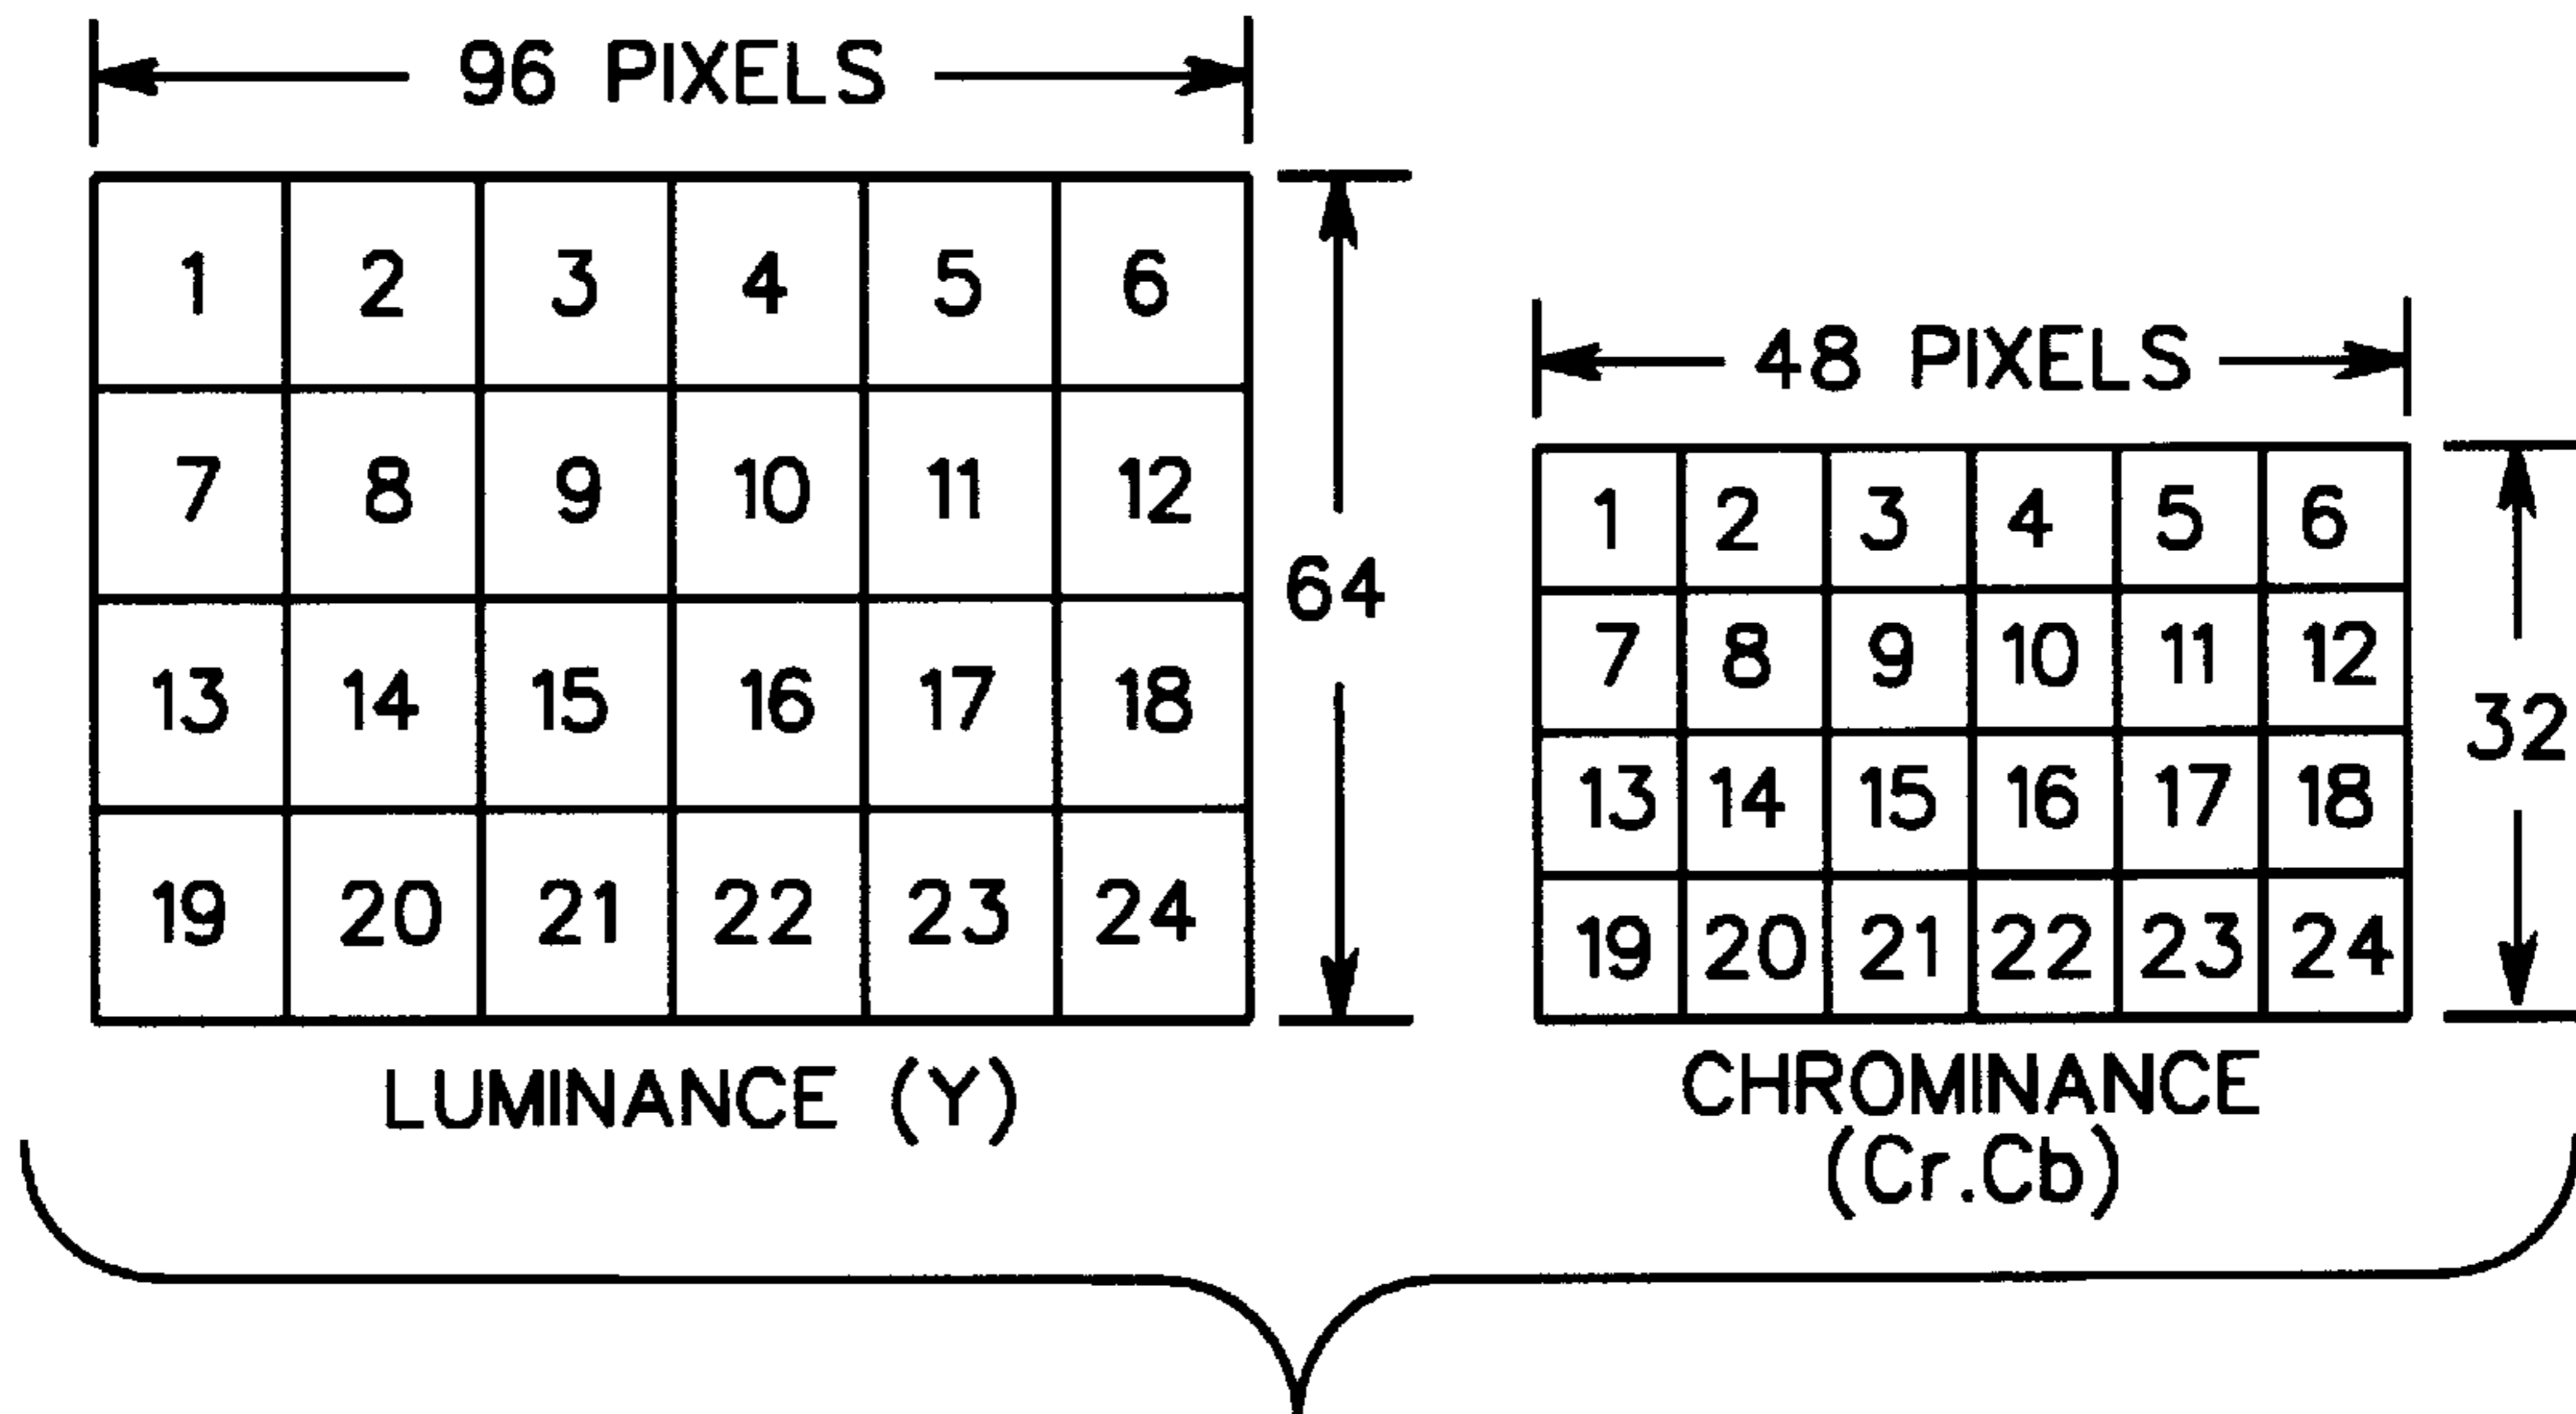 96 PIXELS
1 2 3 4 5 6
7 8 9 10 11 12
13 14 15 16 17 18
19 20 21 22 23 24
64
LUMINANCE (Y)
48 PIXELS
1 2 3 4 5 6
7 8 9 10 11 12
13 14 15 16 17 18
19 20 21 22 23 24
32
CHROMINANCE
(Cr.Cb)